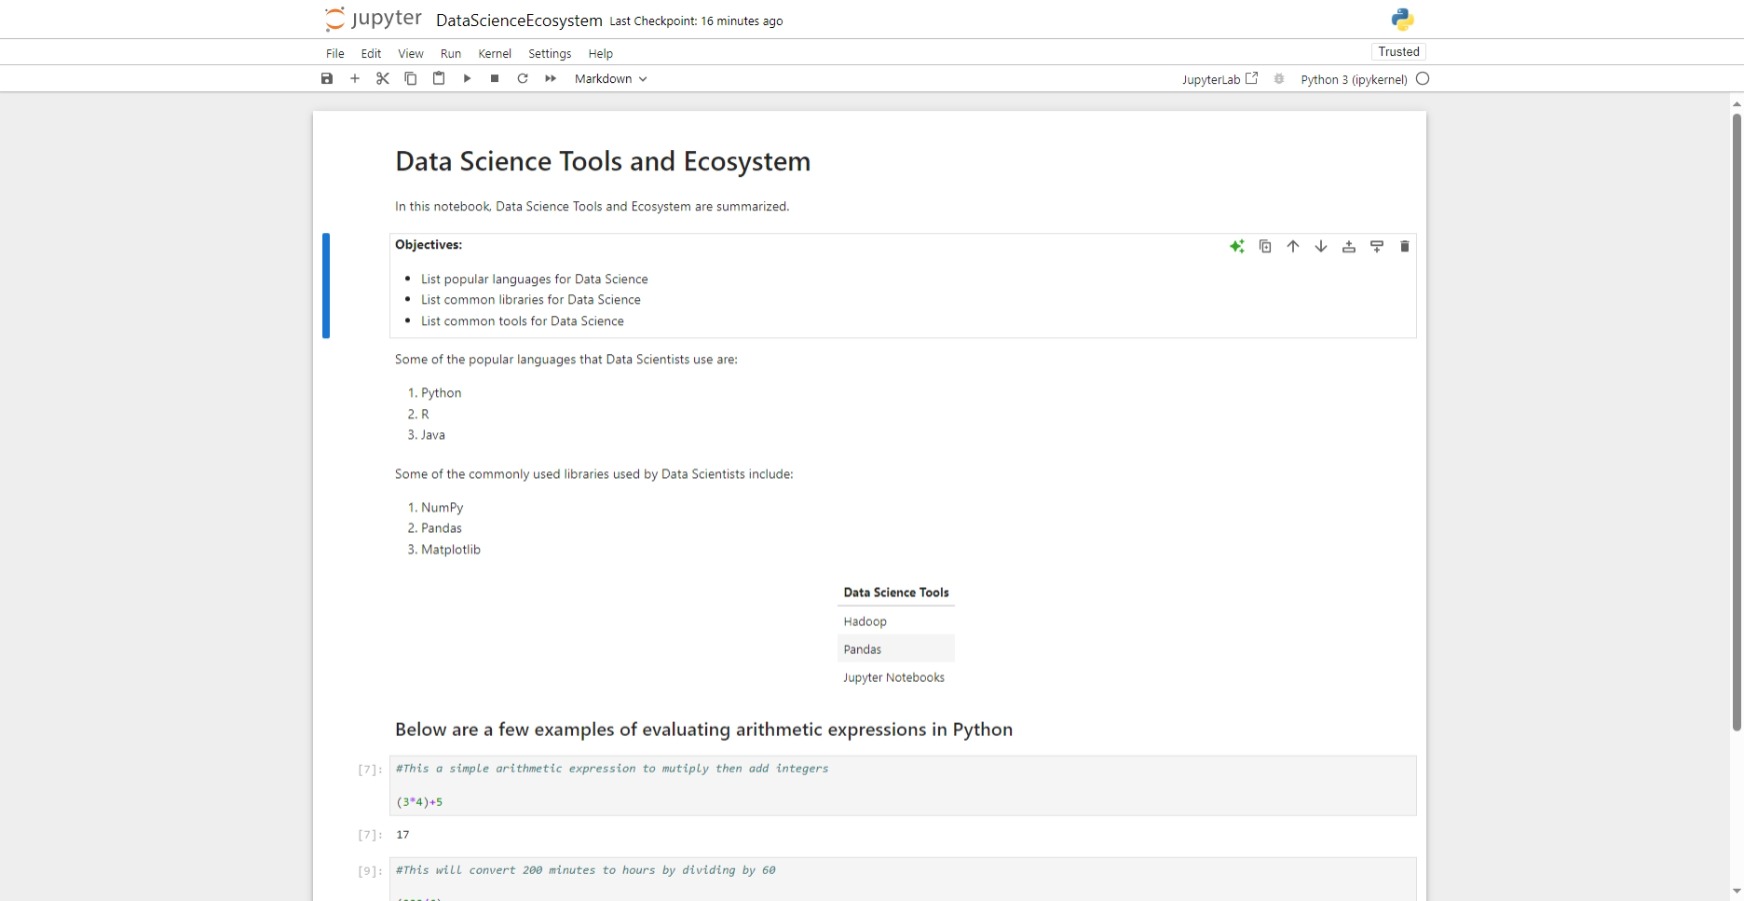 jupyter DataScienceEcosystem Last Checkpoint: 16 minutes ago
File Edit View Run Kernel Settings Help
Trusted
Markdown
JupyterLab
Python 3 (ipykernel)
Data Science Tools and Ecosystem
In this notebook, Data Science Tools and Ecosystem are summarized.
Objectives:
• List popular languages for Data Science
• List common libraries for Data Science
• List common tools for Data Science
Some of the popular languages that Data Scientists use are:
1. Python
2. R
3. Java
Some of the commonly used libraries used by Data Scientists include:
1. NumPy
2. Pandas
3. Matplotlib
Data Science Tools
Hadoop
Pandas
Jupyter Notebooks
Below are a few examples of evaluating arithmetic expressions in Python
[7]: #This a simple arithmetic expression to mutiply then add integers
(3*4)+5
[7]: 17
[9]: #This will convert 200 minutes to hours by dividing by 60